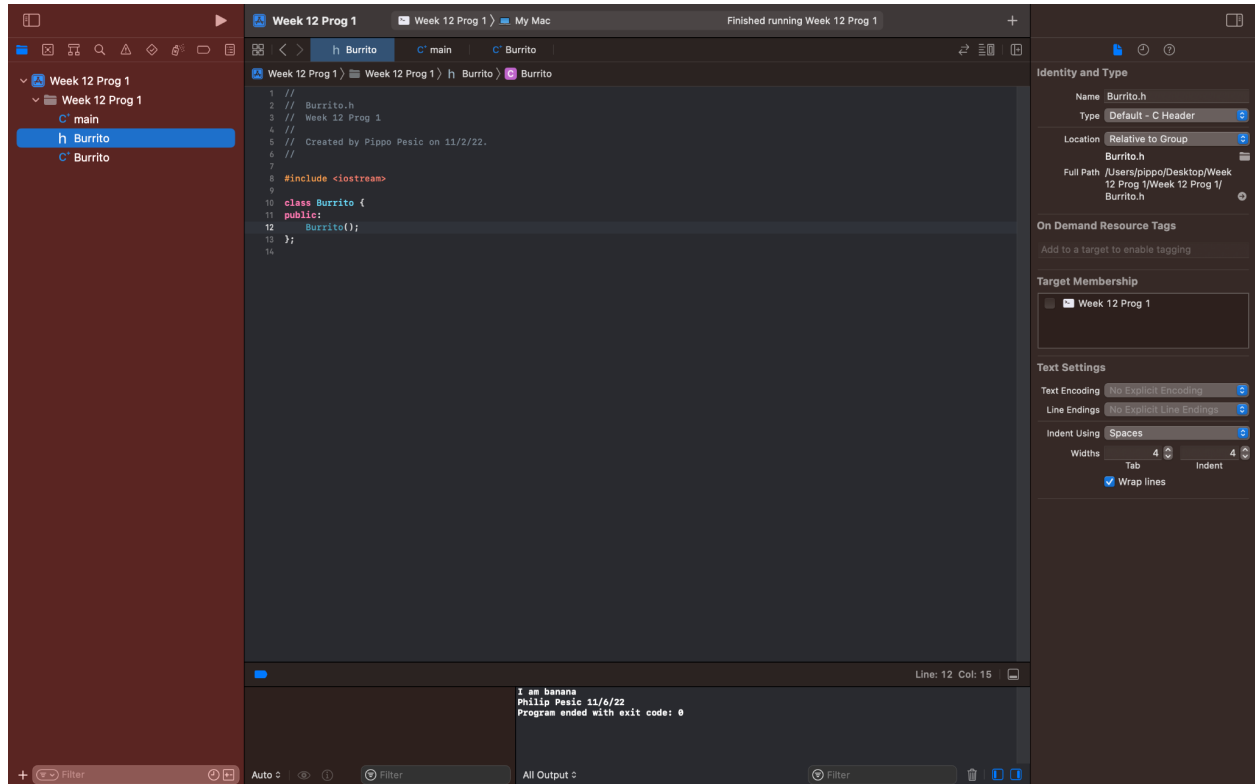 Week 12 Prog 1
Week 12 Prog 1 〉 My Mac
Finished running Week 12 Prog 1
Week 12 Prog 1
Week 12 Prog 1
main
Burrito
Burrito
Burrito
main
Burrito
Week 12 Prog 1 〉 Week 12 Prog 1 〉 h Burrito 〉 C Burrito
1 //
2 //  Burrito.h
3 //  Week 12 Prog 1
4 //
5 //  Created by Pippo Pesic on 11/2/22.
6 //
7
8 #include <iostream>
9
10 class Burrito {
11 public:
12     Burrito();
13 };
14
Line: 12 Col: 15
I am banana
Philip Pesic 11/6/22
Program ended with exit code: 0
Filter
Auto
Filter
All Output
Filter
Identity and Type
Name Burrito.h
Type Default - C Header
Location Relative to Group
Burrito.h
Full Path /Users/pippo/Desktop/Week
12 Prog 1/Week 12 Prog 1/
Burrito.h
On Demand Resource Tags
Add to a target to enable tagging
Target Membership
Week 12 Prog 1
Text Settings
Text Encoding No Explicit Encoding
Line Endings No Explicit Line Endings
Indent Using Spaces
Widths 4 4
Tab Indent
Wrap lines